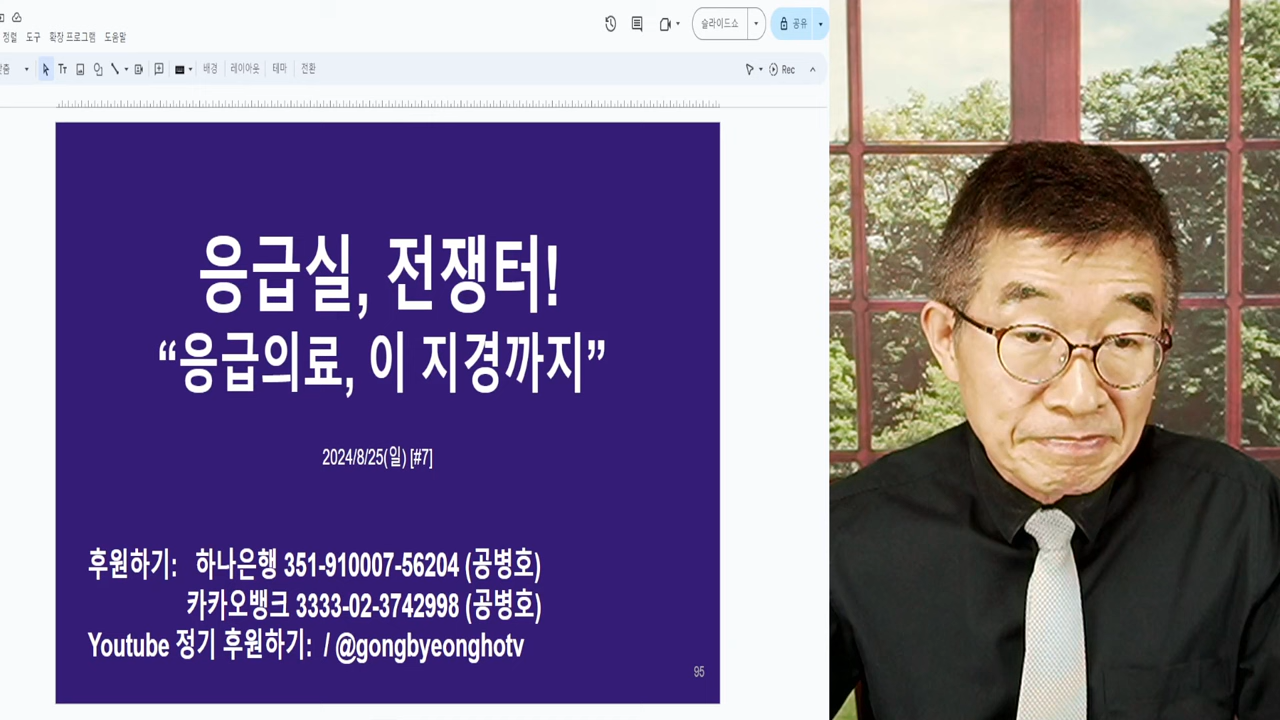 정렬 도구 확장 프로그램 도움말
슬라이드쇼
공유
배경 레이아웃 테마 전환
Rec
응급실, 전쟁터!
“응급의료, 이 지경까지”
2024/8/25(일) [#7]
후원하기: 하나은행 351-910007-56204 (공병호)
카카오뱅크 3333-02-3742998 (공병호)
Youtube 정기 후원하기: / @gongbyeonghotv
95